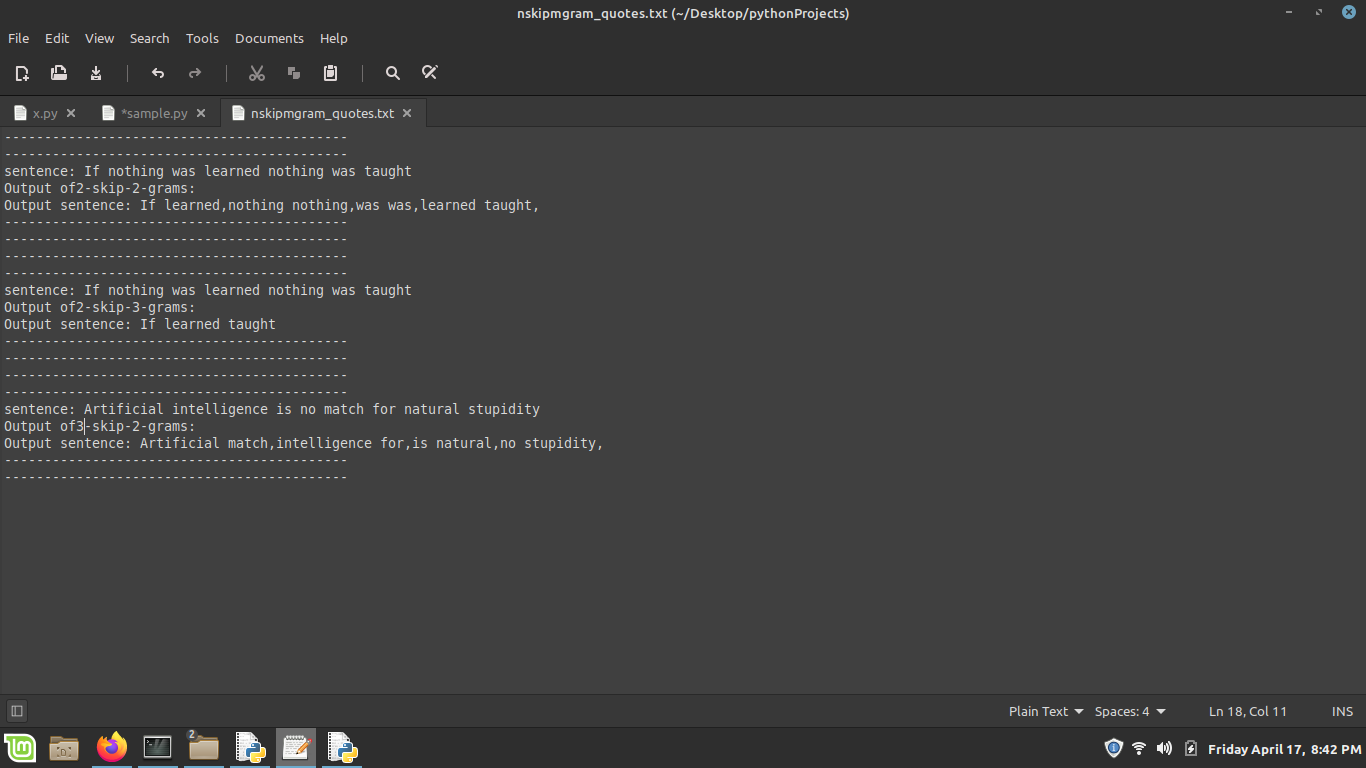 nskipmgram_quotes.txt (~/Desktop/pythonProjects)
File Edit View Search Tools Documents Help
x.py *sample.py nskipmgram_quotes.txt
-------------------------------------------
-------------------------------------------
sentence: If nothing was learned nothing was taught
Output of2-skip-2-grams:
Output sentence: If learned,nothing nothing,was was,learned taught,
-------------------------------------------
-------------------------------------------
-------------------------------------------
-------------------------------------------
sentence: If nothing was learned nothing was taught
Output of2-skip-3-grams:
Output sentence: If learned taught
-------------------------------------------
-------------------------------------------
-------------------------------------------
-------------------------------------------
sentence: Artificial intelligence is no match for natural stupidity
Output of3-skip-2-grams:
Output sentence: Artificial match,intelligence for,is natural,no stupidity,
-------------------------------------------
-------------------------------------------
Plain Text Spaces: 4 Ln 18, Col 11 INS
2
Friday April 17, 8:42 PM